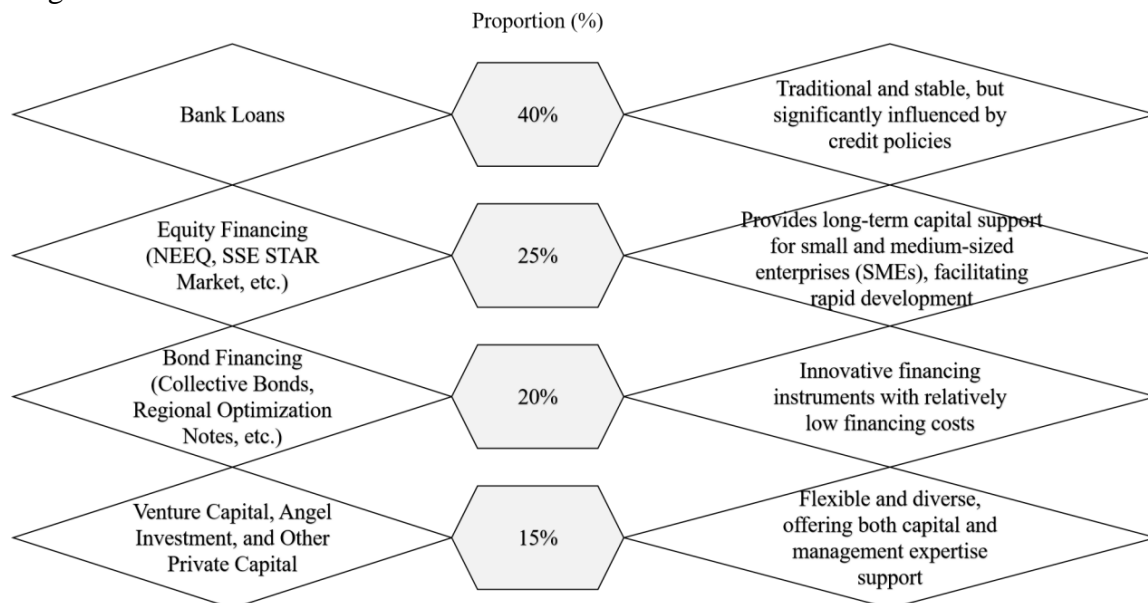 Proportion (%)
Bank Loans
40%
Traditional and stable, but
significantly influenced by
credit policies
Equity Financing
(NEEQ, SSE STAR
Market, etc.)
25%
Provides long-term capital support
for small and medium-sized
enterprises (SMEs), facilitating
rapid development
Bond Financing
(Collective Bonds,
Regional Optimization
Notes, etc.)
20%
Innovative financing
instruments with relatively
low financing costs
Venture Capital, Angel
Investment, and Other
Private Capital
15%
Flexible and diverse,
offering both capital and
management expertise
support